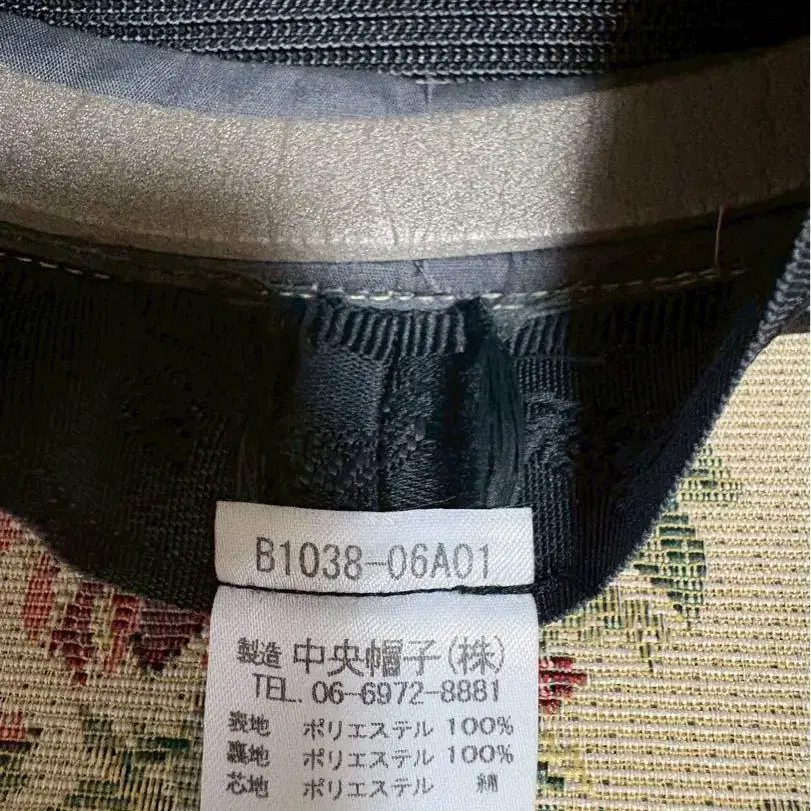 B1038-06A01
製造 中央帽子(株)
TEL. 06-6972-8881
表地 ポリエステル 100%
裏地 ポリエステル 100%
芯地 ポリエステル 綿